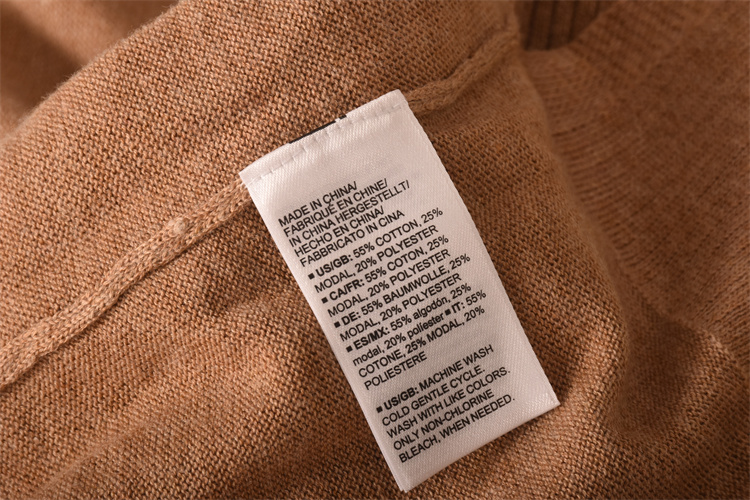 MADE IN CHINA/
FABRIQUÉ EN CHINE/
IN CHINA HERGESTELLT/
HECHO EN CHINA/
FABBRICATO IN CINA
▪ US/GB: 55% COTTON, 25%
MODAL, 20% POLYESTER
▪ CA/FR: 55% COTON, 25%
MODAL, 20% POLYESTER
▪ DE: 55% BAUMWOLLE, 25%
MODAL, 20% POLYESTER
▪ ES/MX: 55% algodón, 25%
modal, 20% poliester ▪ IT: 55%
COTONE, 25% MODAL, 20%
POLIESTERE
▪ US/GB: MACHINE WASH
COLD GENTLE CYCLE.
WASH WITH LIKE COLORS.
ONLY NON-CHLORINE
BLEACH, WHEN NEEDED.